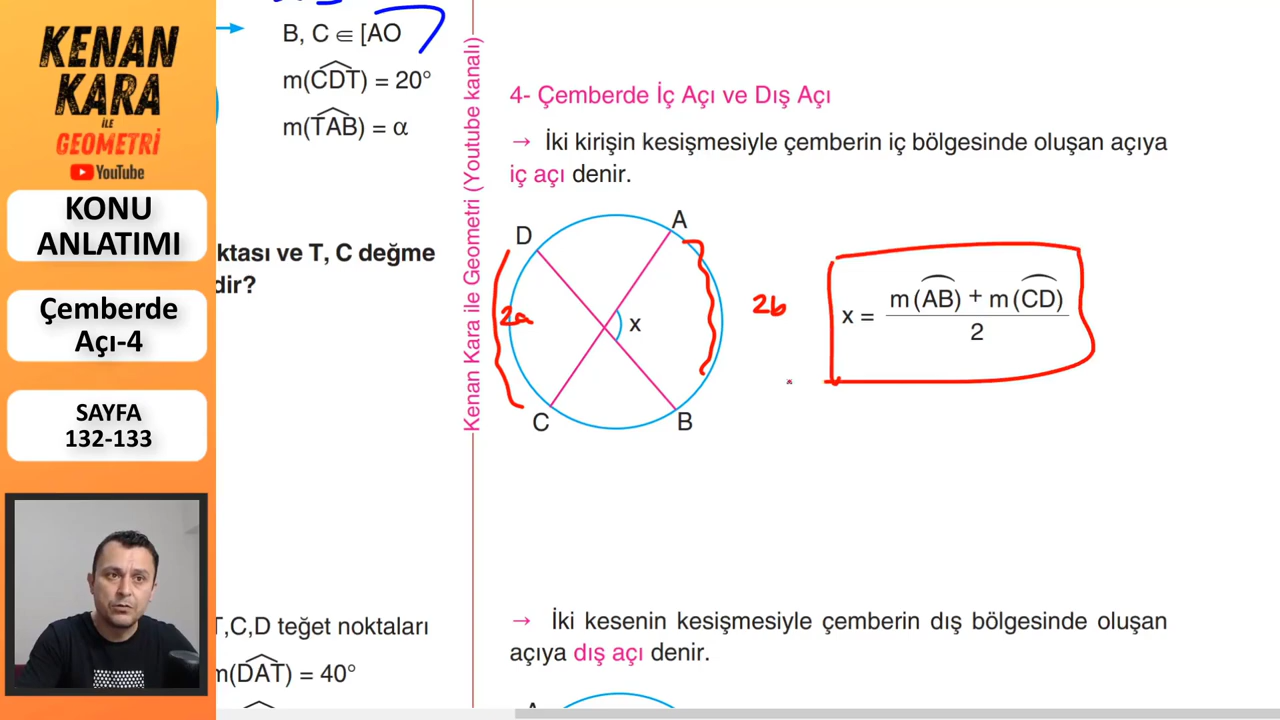 KENAN
KARA
İLE
GEOMETRİ
YouTube
KONU
ANLATIMI
Çemberde
Açı-4
SAYFA
132-133
B, C ∈ [AO
m(CDT) = 20°
m(TAB) = α
ktası ve T, C değme
dir?
T,C,D teğet noktaları
m(DAT) = 40°
Kenan Kara ile Geometri (Youtube kanalı)
4- Çemberde İç Açı ve Dış Açı
→ İki kirişin kesişmesiyle çemberin iç bölgesinde oluşan açıya
iç açı denir.
D
A
2a
x
2b
C
B
x = m(AB) + m(CD)
2
→ İki kesenin kesişmesiyle çemberin dış bölgesinde oluşan
açıya dış açı denir.
A